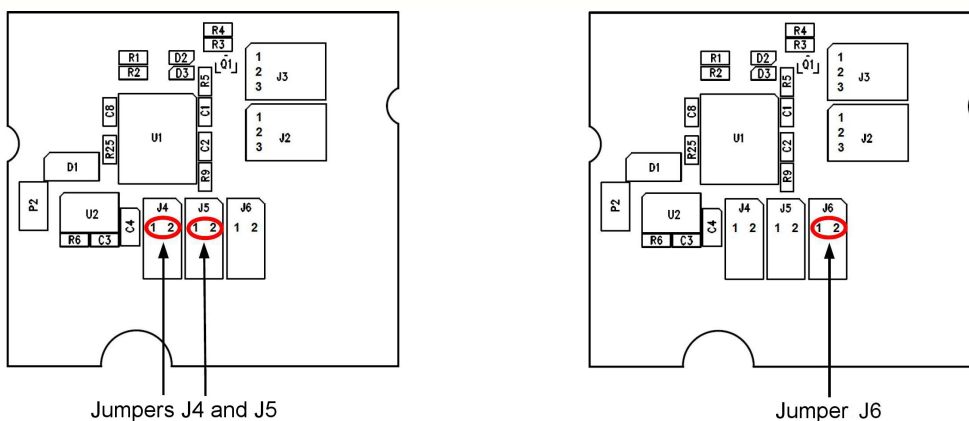 R4
R3
R1
R2
D2
D3
Q1
R5
1
2
3
J3
C8
U1
C1
1
2
3
J2
R25
C2
D1
R9
P2
U2
C4
R6 C3
J4 J5 J6
1 2 1 2 1 2
Jumpers J4 and J5
R4
R3
R1
R2
D2
D3
Q1
R5
1
2
3
J3
C8
U1
C1
1
2
3
J2
R25
C2
D1
R9
P2
U2
C4
R6 C3
J4 J5 J6
1 2 1 2 1 2
Jumper J6